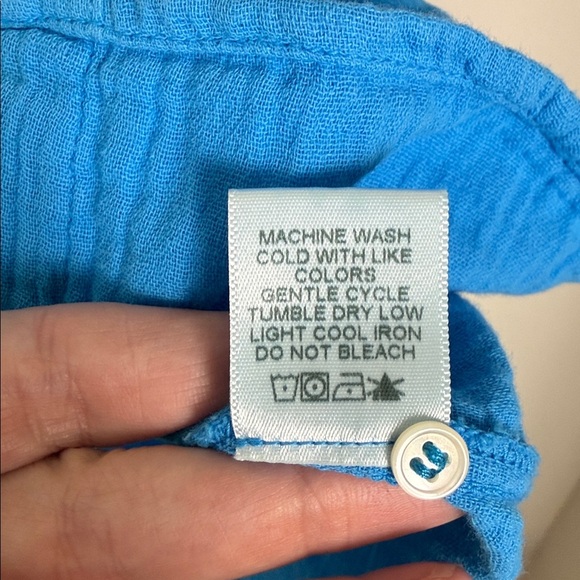 MACHINE WASH
COLD WITH LIKE
COLORS
GENTLE CYCLE
TUMBLE DRY LOW
LIGHT COOL IRON
DO NOT BLEACH